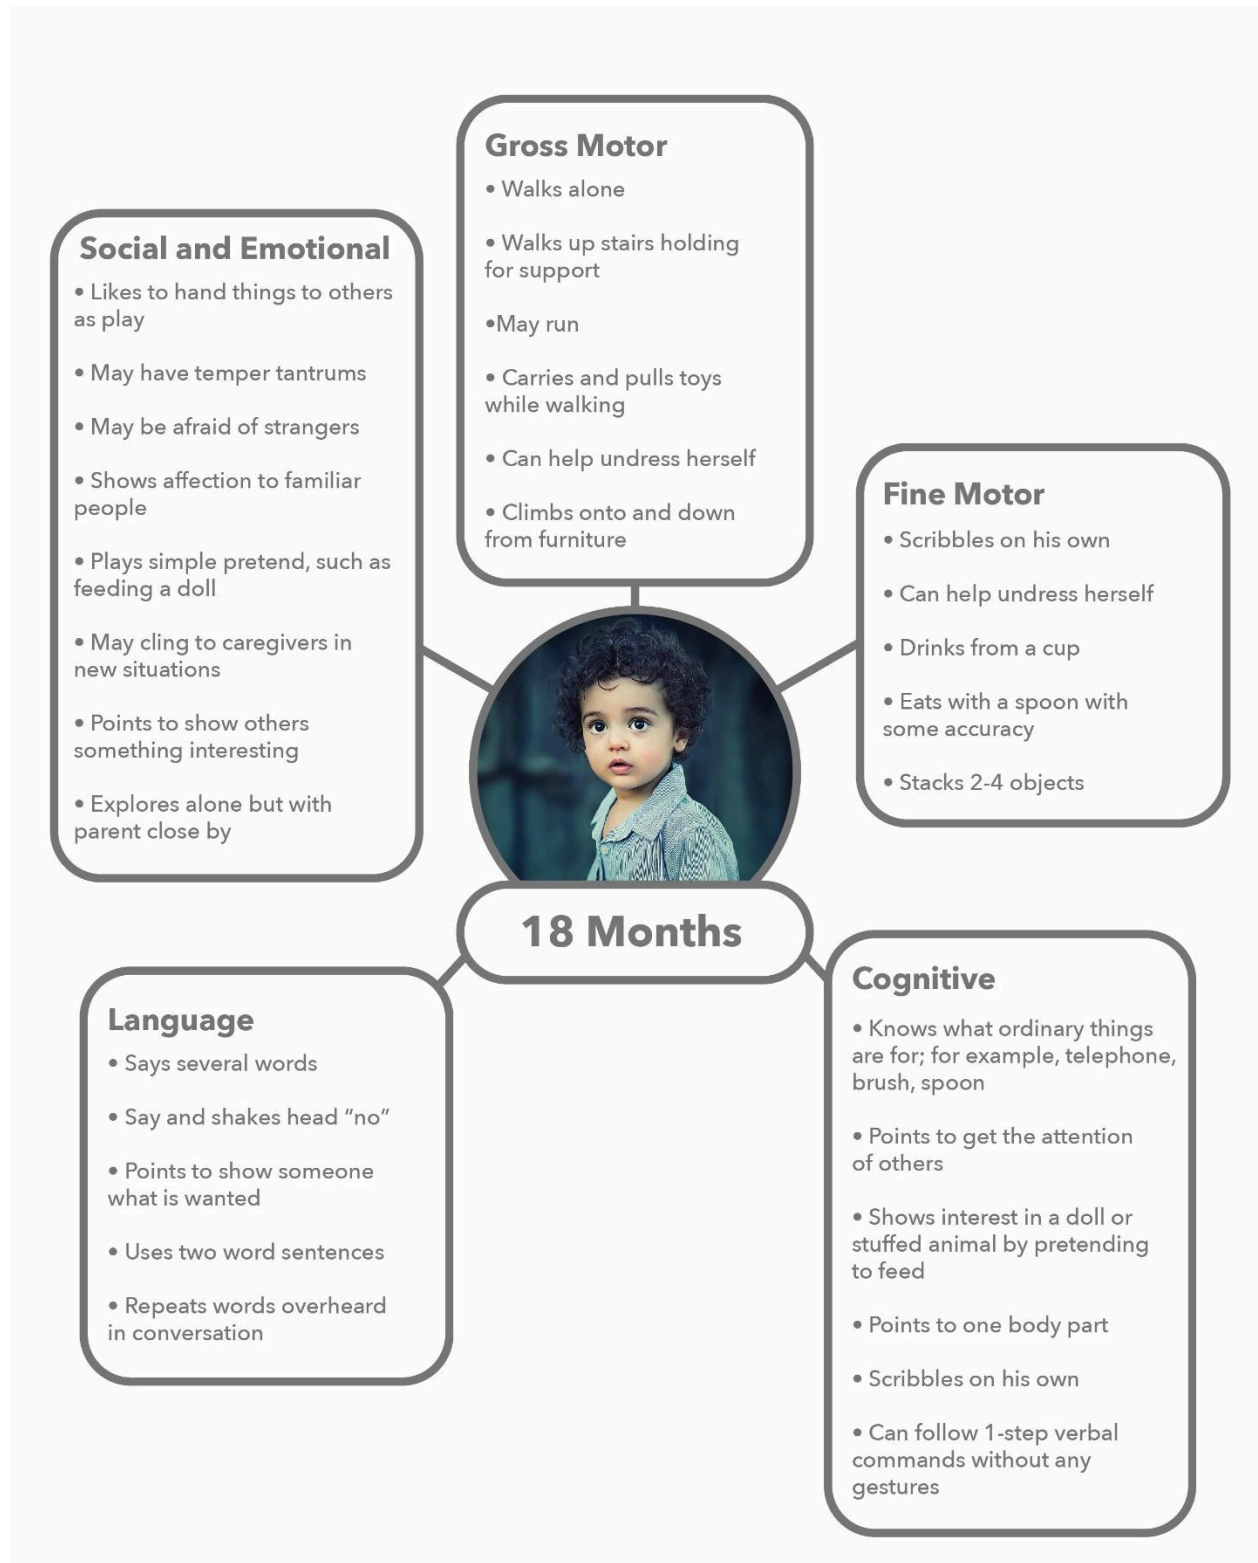 Gross Motor
• Walks alone
• Walks up stairs holding
for support
•May run
• Carries and pulls toys
while walking
• Can help undress herself
• Climbs onto and down
from furniture
Social and Emotional
• Likes to hand things to others
as play
• May have temper tantrums
• May be afraid of strangers
• Shows affection to familiar
people
• Plays simple pretend, such as
feeding a doll
• May cling to caregivers in
new situations
• Points to show others
something interesting
• Explores alone but with
parent close by
Fine Motor
• Scribbles on his own
• Can help undress herself
• Drinks from a cup
• Eats with a spoon with
some accuracy
• Stacks 2-4 objects
18 Months
Language
• Says several words
• Say and shakes head “no”
• Points to show someone
what is wanted
• Uses two word sentences
• Repeats words overheard
in conversation
Cognitive
• Knows what ordinary things
are for; for example, telephone,
brush, spoon
• Points to get the attention
of others
• Shows interest in a doll or
stuffed animal by pretending
to feed
• Points to one body part
• Scribbles on his own
• Can follow 1-step verbal
commands without any
gestures